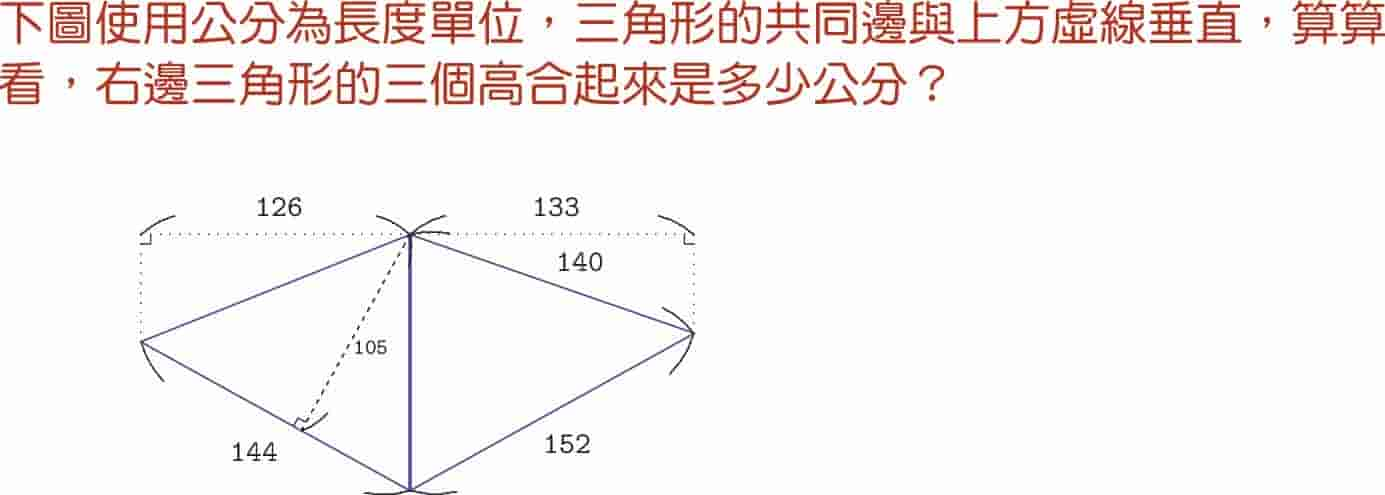 下圖使用公分為長度單位，三角形的共同邊與上方虛線垂直，算算
看，右邊三角形的三個高合起來是多少公分？
126 133
140
105
144 152